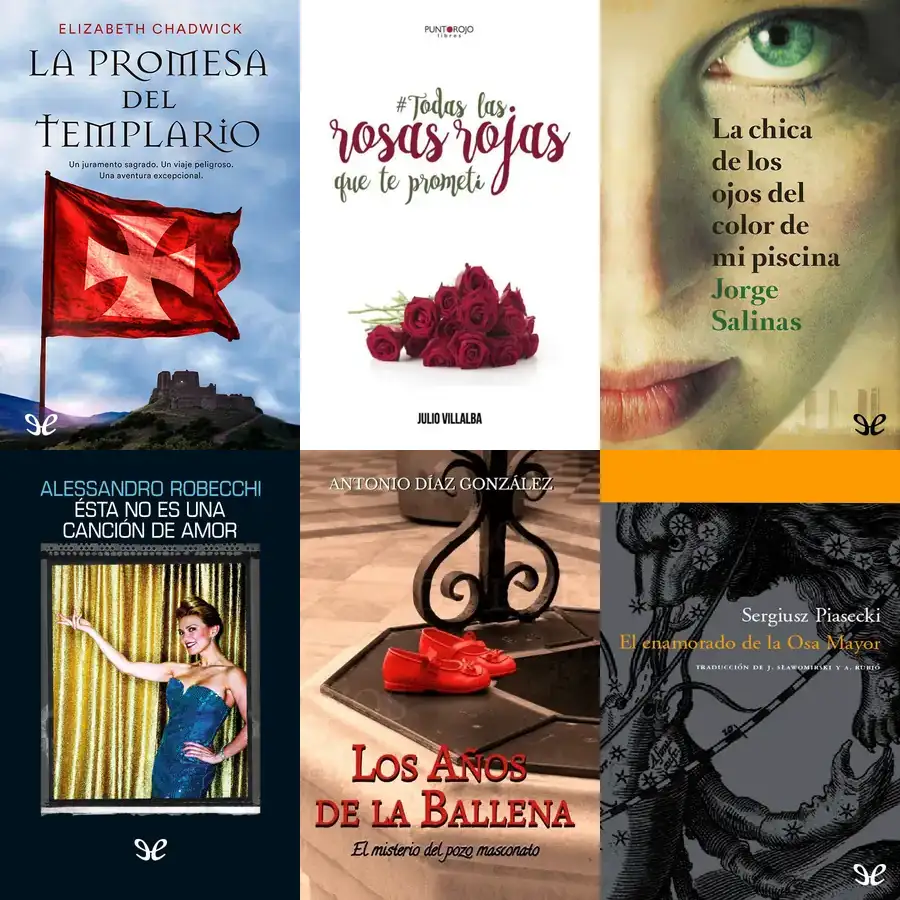 ELIZABETH CHADWICK
LA PROMESA
DEL
TEMPLARIO
Un juramento sagrado. Un viaje peligroso.
Una aventura excepcional.
PUNTOROJO
libros
#Todas las
rosas rojas
que te prometí
JULIO VILLALBA
La chica
de los
ojos del
color de
mi piscina
Jorge
Salinas
ALESSANDRO ROBECCHI
ÉSTA NO ES UNA
CANCIÓN DE AMOR
ANTONIO DÍAZ GONZÁLEZ
LOS AÑOS
DE LA BALLENA
El misterio del pozo masconato
Sergiusz Piasecki
El enamorado de la Osa Mayor
TRADUCCIÓN DE J. SŁAWOMIRSKI Y A. RUBIÓ